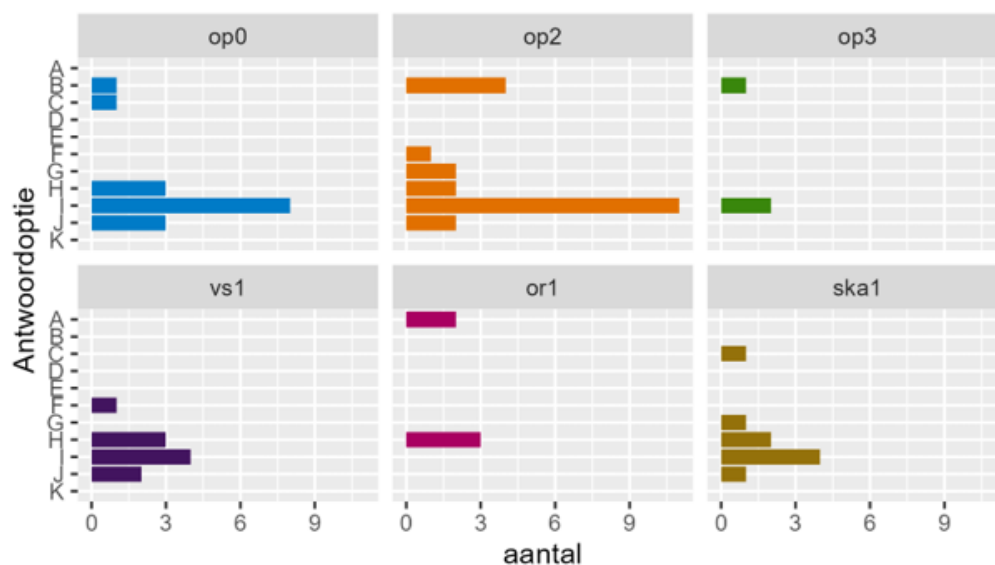 op0 op2 op3
A
B
C
D
E
F
G
H
I
J
K
Antwoordoptie
vs1 or1 ska1
A
B
C
D
E
F
G
H
I
J
K
0 3 6 9 0 3 6 9 0 3 6 9
aantal